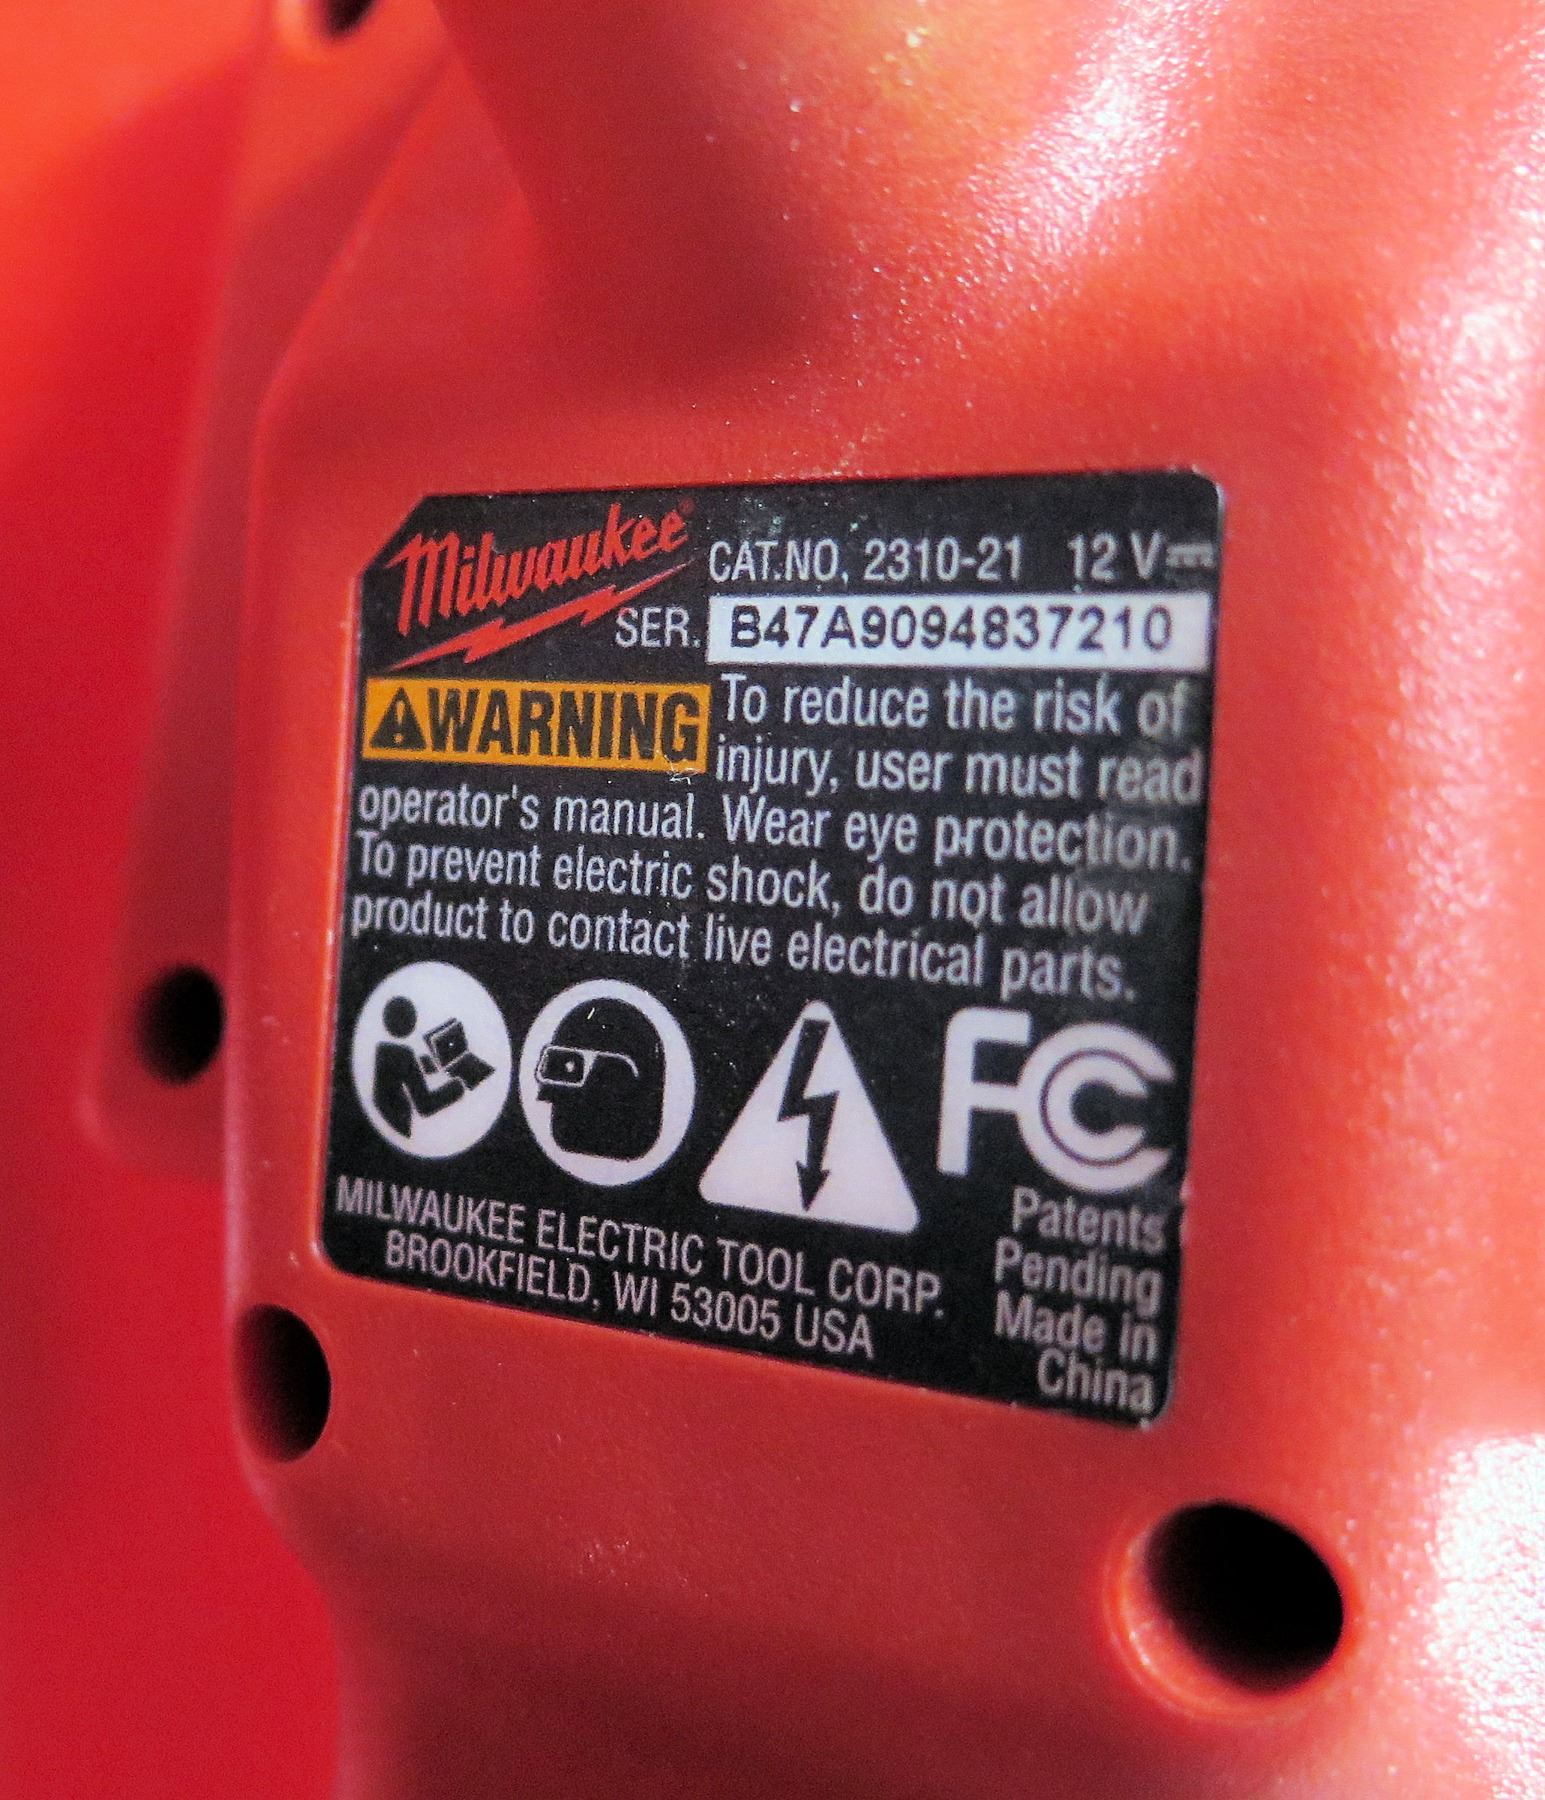 Milwaukee®
CAT.NO. 2310-21 12 V
SER. B47A9094837210
WARNING To reduce the risk of
injury, user must read
operator's manual. Wear eye protection.
To prevent electric shock, do not allow
product to contact live electrical parts.
FC
MILWAUKEE ELECTRIC TOOL CORP.
BROOKFIELD, WI 53005 USA
Patents
Pending
Made in
China